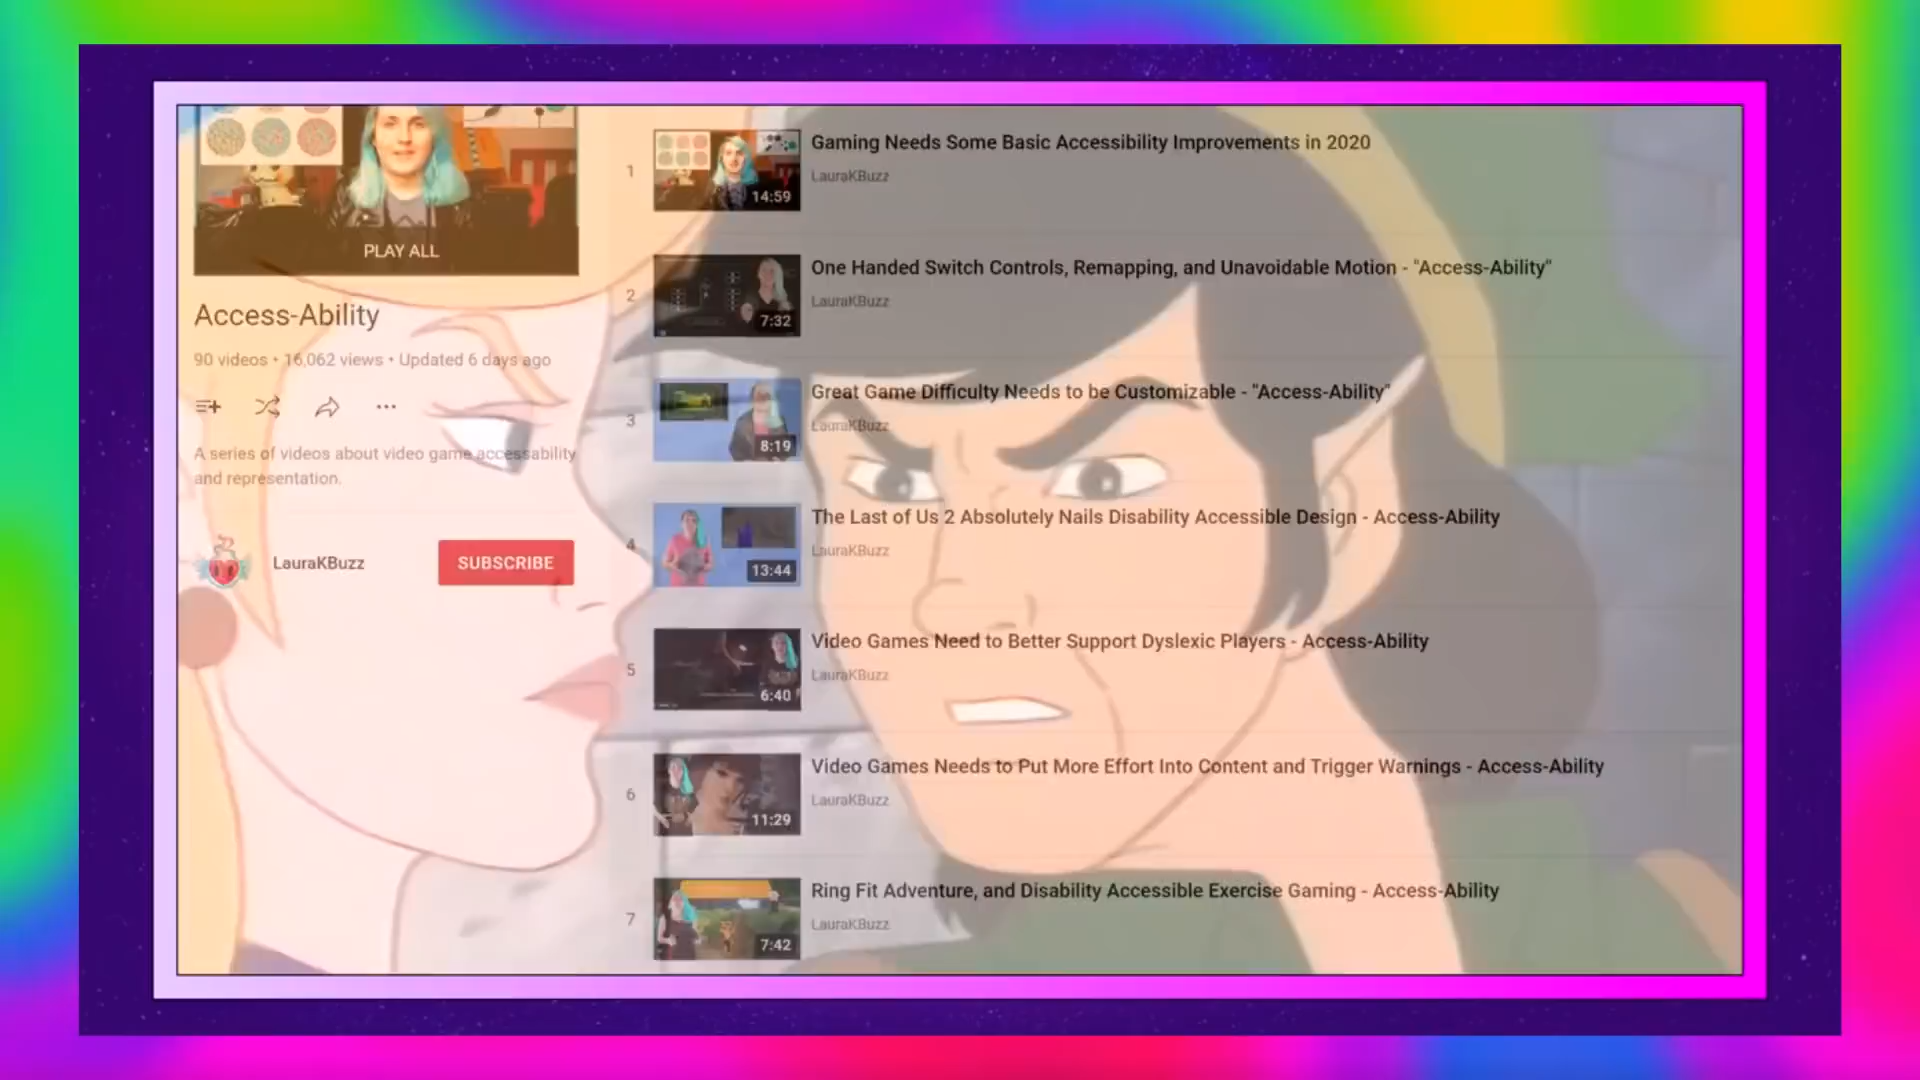 PLAY ALL
Access-Ability
90 videos • 16,062 views • Updated 6 days ago
A series of videos about video game accessability
and representation.
LauraKBuzz
SUBSCRIBE
1
14:59
Gaming Needs Some Basic Accessibility Improvements in 2020
LauraKBuzz
2
7:32
One Handed Switch Controls, Remapping, and Unavoidable Motion - "Access-Ability"
LauraKBuzz
3
8:19
Great Game Difficulty Needs to be Customizable - "Access-Ability"
LauraKBuzz
4
13:44
The Last of Us 2 Absolutely Nails Disability Accessible Design - Access-Ability
LauraKBuzz
5
6:40
Video Games Need to Better Support Dyslexic Players - Access-Ability
LauraKBuzz
6
11:29
Video Games Needs to Put More Effort Into Content and Trigger Warnings - Access-Ability
LauraKBuzz
7
7:42
Ring Fit Adventure, and Disability Accessible Exercise Gaming - Access-Ability
LauraKBuzz